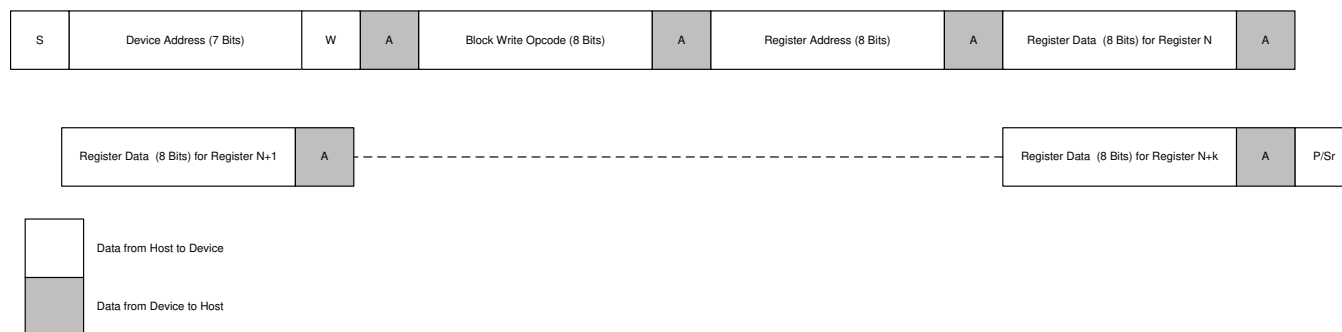 S Device Address (7 Bits) W A Block Write Opcode (8 Bits) A Register Address (8 Bits) A Register Data (8 Bits) for Register N A
Register Data (8 Bits) for Register N+1 A Register Data (8 Bits) for Register N+k A P/Sr
Data from Host to Device
Data from Device to Host